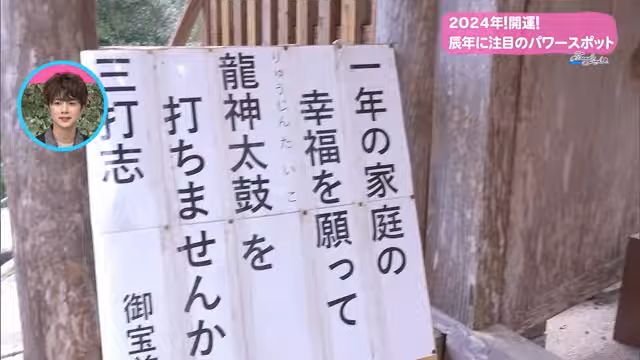 2024年!開運!
辰年に注目のパワースポット
一年の家庭の
幸福を願って
りゅうじんたいこ
龍神太鼓を
打ちませんか
三打志
御宝